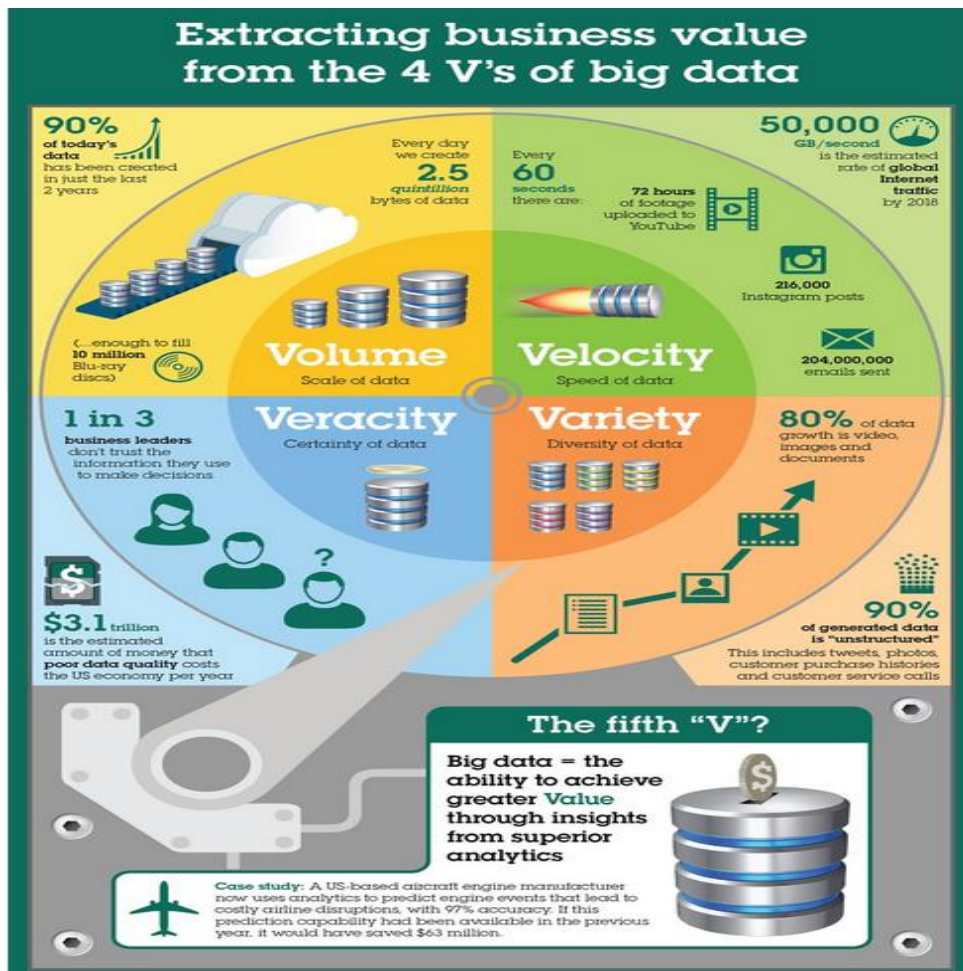 Extracting business value
from the 4 V's of big data
90%
of today's
data
has been created
in just the last
2 years
Every day
we create
2.5
quintillion
bytes of data
(...enough to fill
10 million
Blu-ray
discs)
Volume
Scale of data
Every
60
seconds
there are:
72 hours
of footage
uploaded to
YouTube
50,000
GB/second
is the estimated
rate of global
Internet
traffic
by 2018
216,000
Instagram posts
204,000,000
emails sent
Velocity
Speed of data
Veracity
Certainty of data
1 in 3
business leaders
don't trust the
information they use
to make decisions
?
$
$3.1 trillion
is the estimated
amount of money that
poor data quality costs
the US economy per year
Variety
Diversity of data
80% of data
growth is video,
images and
documents
90%
of generated data
is "unstructured"
This includes tweets, photos,
customer purchase histories
and customer service calls
The fifth "V"?
Big data = the
ability to achieve
greater Value
through insights
from superior
analytics
$
Case study: A US-based aircraft engine manufacturer
now uses analytics to predict engine events that lead to
costly airline disruptions, with 97% accuracy. If this
prediction capability had been available in the previous
year, it would have saved $63 million.